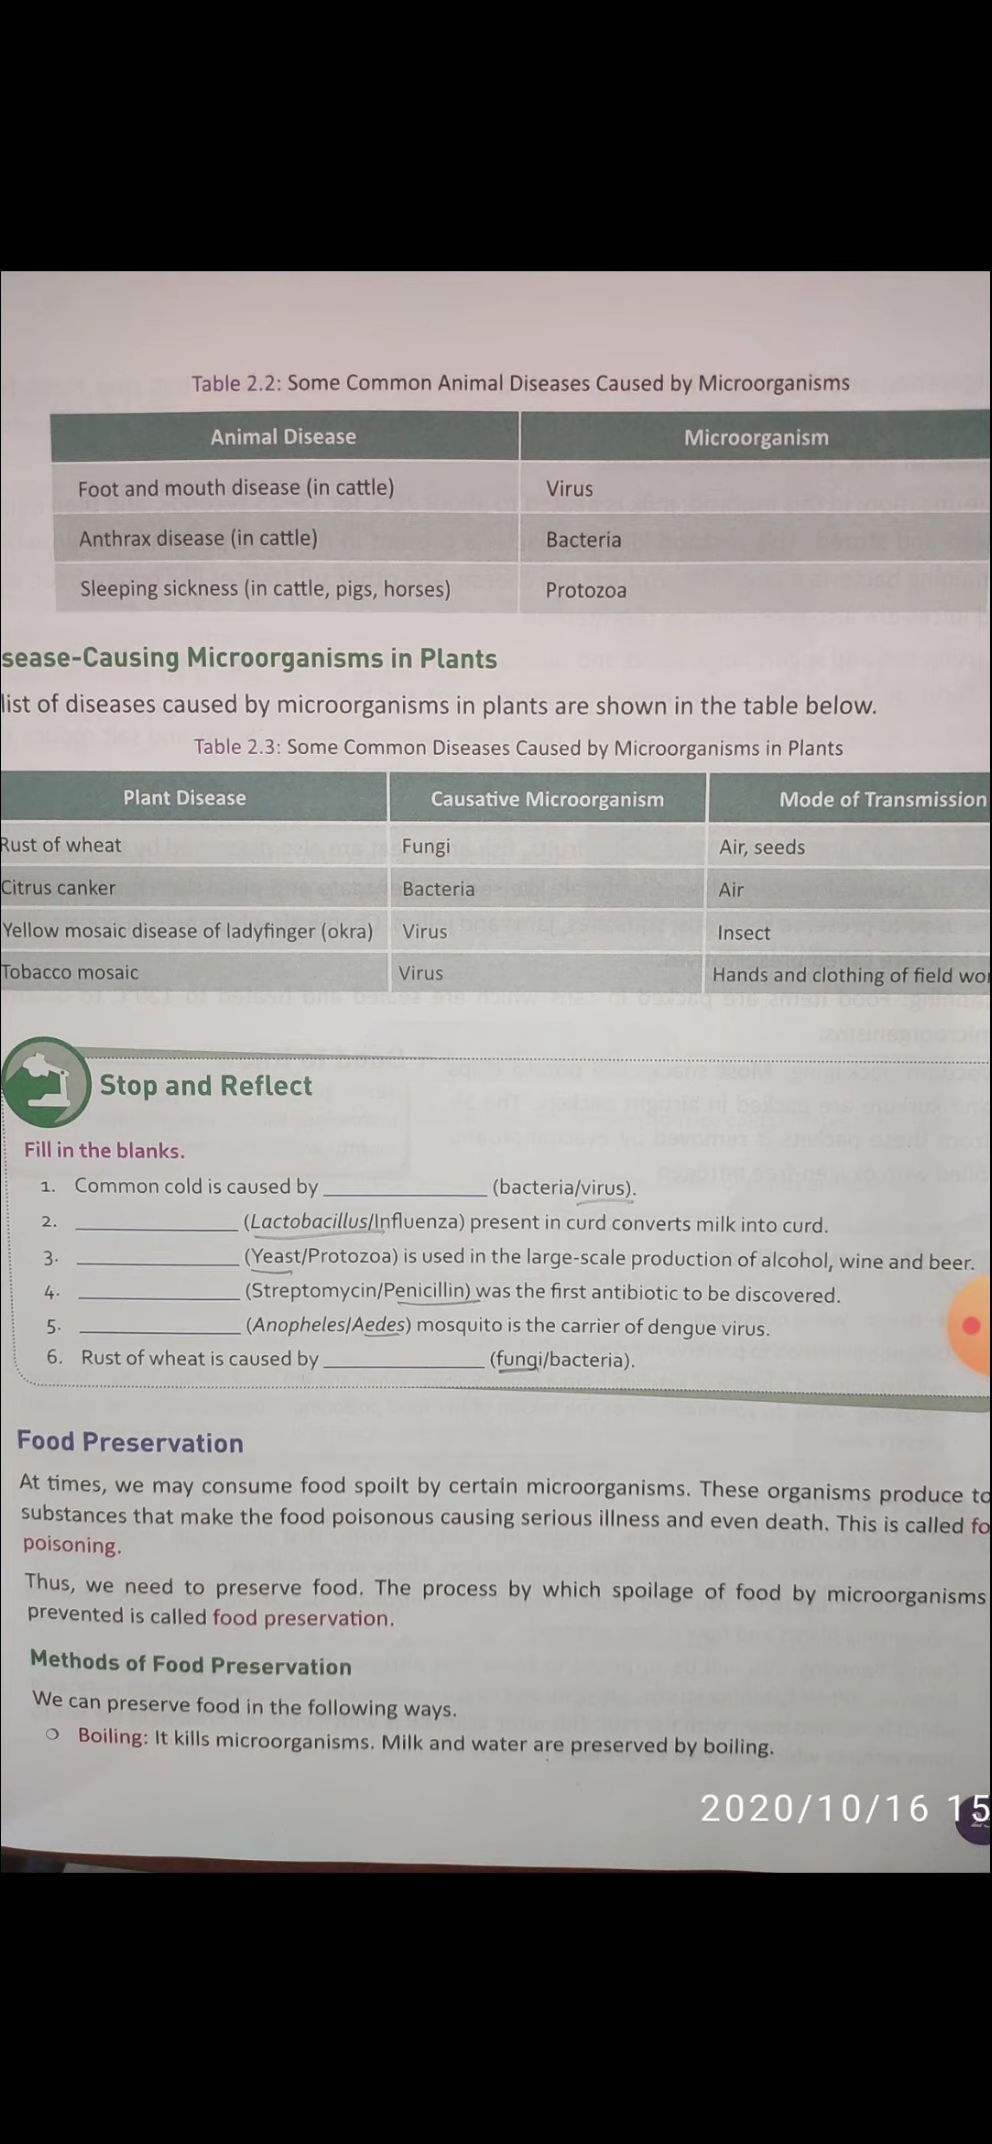 Table 2.2: Some Common Animal Diseases Caused by Microorganisms
Animal Disease Microorganism
Foot and mouth disease (in cattle) Virus
Anthrax disease (in cattle) Bacteria
Sleeping sickness (in cattle, pigs, horses) Protozoa
sease-Causing Microorganisms in Plants
list of diseases caused by microorganisms in plants are shown in the table below.
Table 2.3: Some Common Diseases Caused by Microorganisms in Plants
Plant Disease Causative Microorganism Mode of Transmission
Rust of wheat Fungi Air, seeds
Citrus canker Bacteria Air
Yellow mosaic disease of ladyfinger (okra) Virus Insect
Tobacco mosaic Virus Hands and clothing of field wor
Stop and Reflect
Fill in the blanks.
1. Common cold is caused by ______________ (bacteria/virus).
2. ______________ (Lactobacillus/Influenza) present in curd converts milk into curd.
3. ______________ (Yeast/Protozoa) is used in the large-scale production of alcohol, wine and beer.
4. ______________ (Streptomycin/Penicillin) was the first antibiotic to be discovered.
5. ______________ (Anopheles/Aedes) mosquito is the carrier of dengue virus.
6. Rust of wheat is caused by ______________ (fungi/bacteria).
Food Preservation
At times, we may consume food spoilt by certain microorganisms. These organisms produce to
substances that make the food poisonous causing serious illness and even death. This is called fo
poisoning.
Thus, we need to preserve food. The process by which spoilage of food by microorganisms
prevented is called food preservation.
Methods of Food Preservation
We can preserve food in the following ways.
Boiling: It kills microorganisms. Milk and water are preserved by boiling.
2020/10/16 15